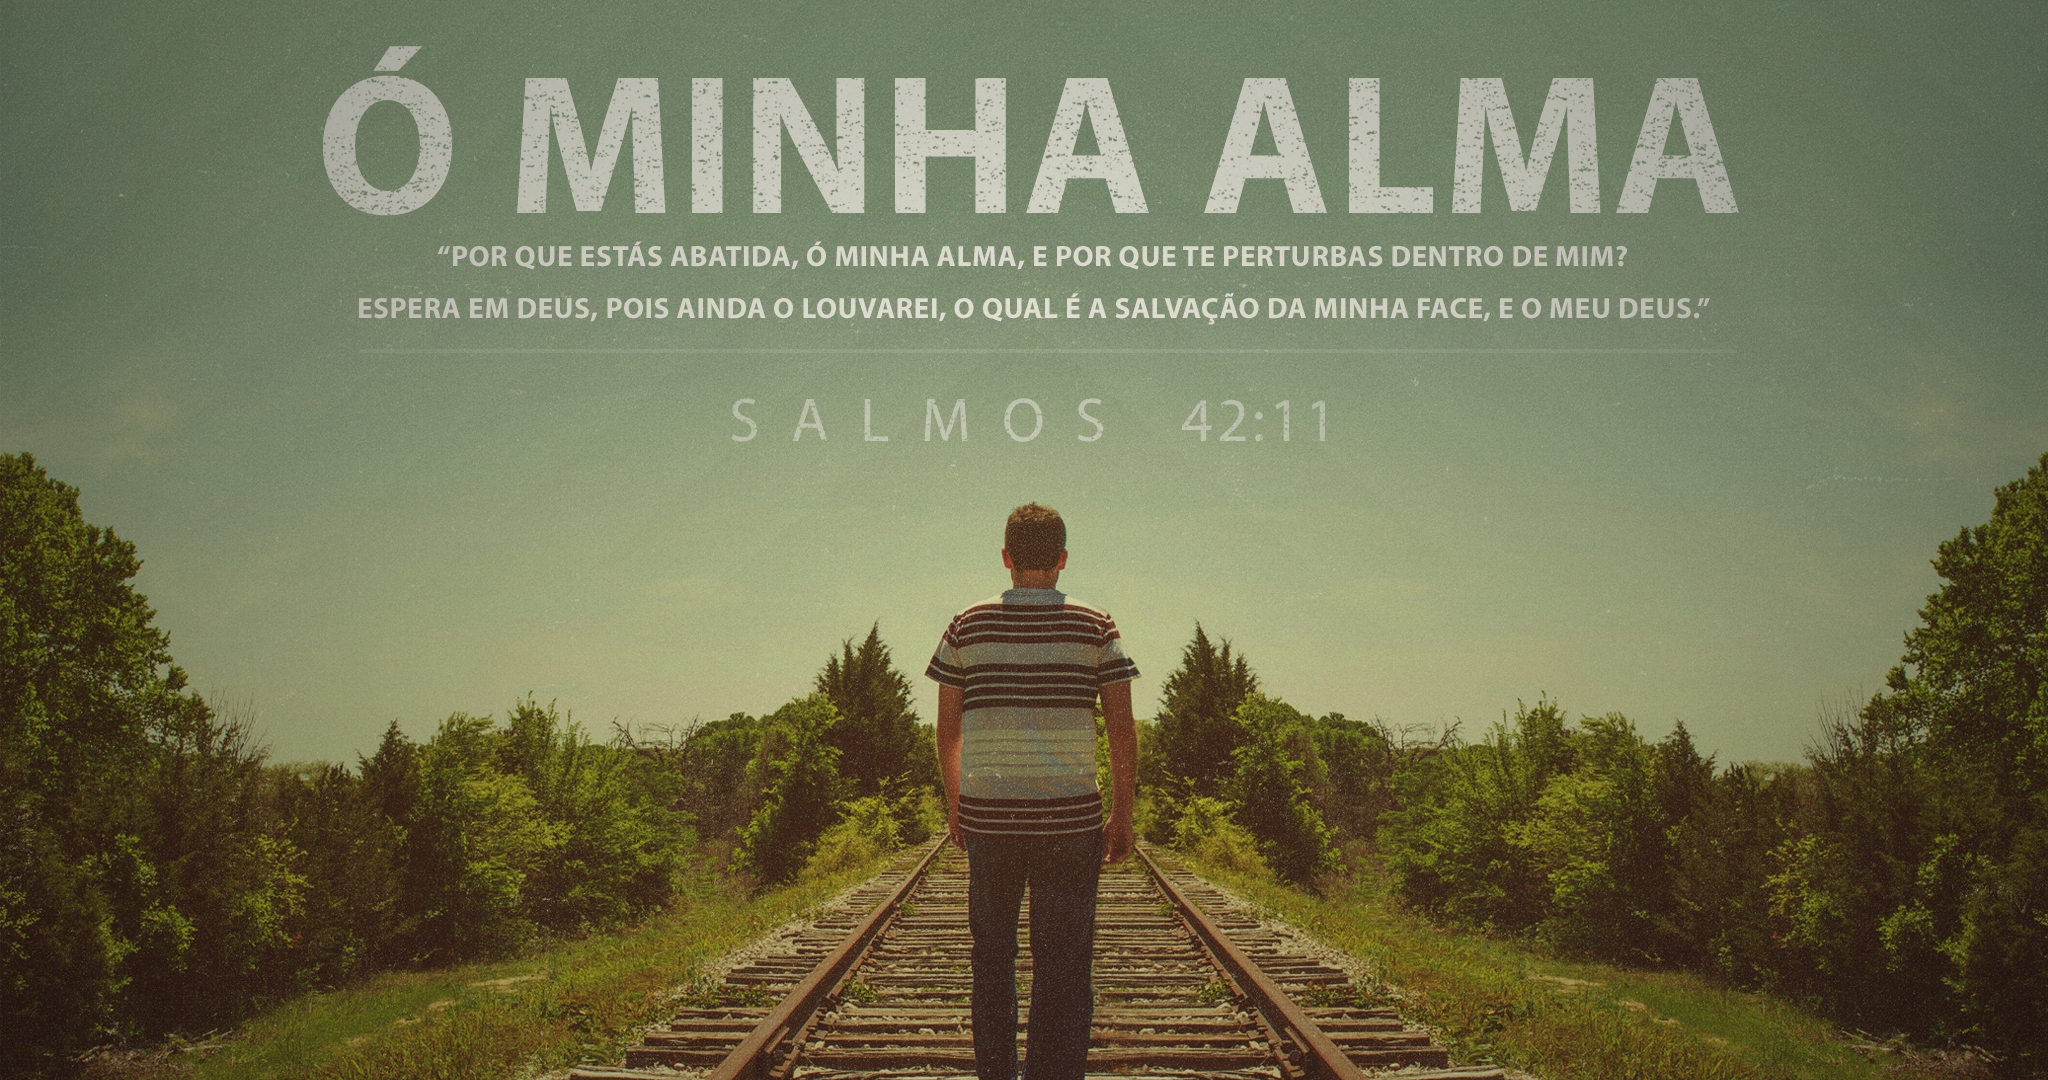 Ó MINHA ALMA
“POR QUE ESTÁS ABATIDA, Ó MINHA ALMA, E POR QUE TE PERTURBAS DENTRO DE MIM?
ESPERA EM DEUS, POIS AINDA O LOUVAREI, O QUAL É A SALVAÇÃO DA MINHA FACE, E O MEU DEUS.”
SALMOS 42:11